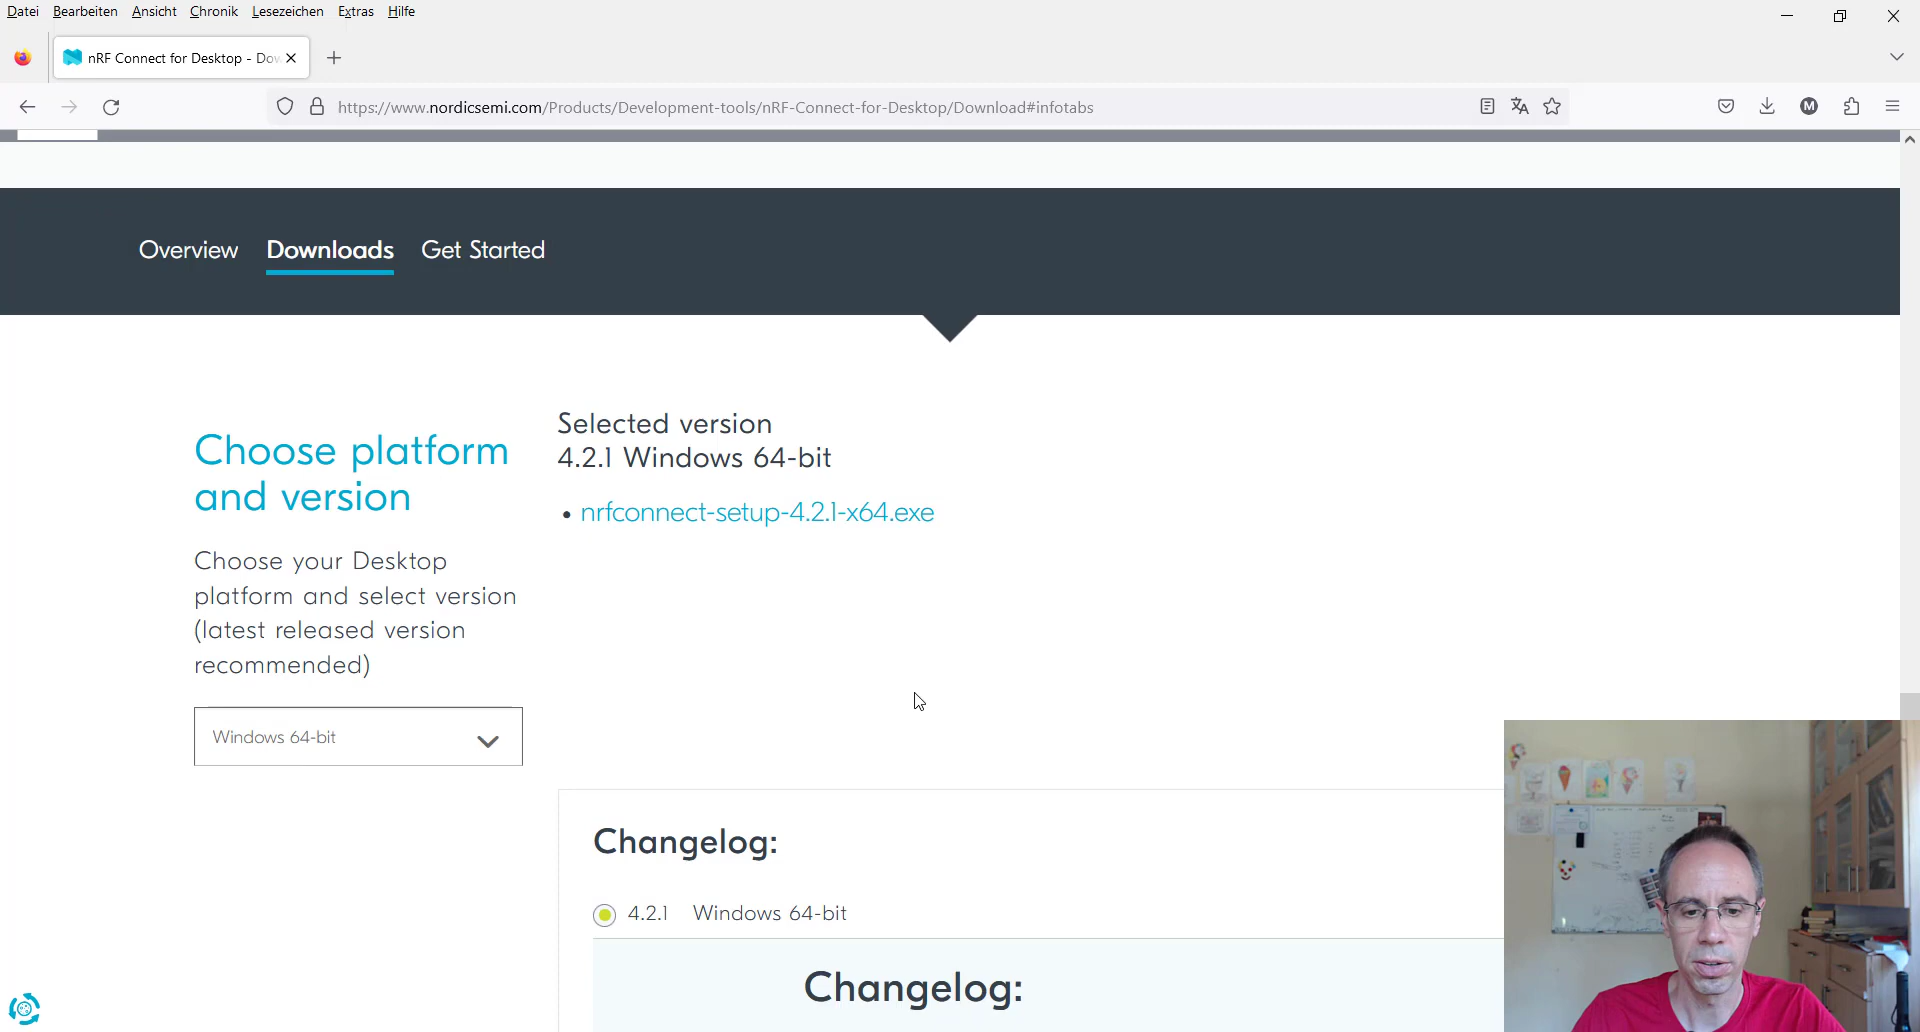 Datei Bearbeiten Ansicht Chronik Lesezeichen Extras Hilfe
nRF Connect for Desktop - Dow
https://www.nordicsemi.com/Products/Development-tools/nRF-Connect-for-Desktop/Download#infotabs
M
Overview Downloads Get Started
Choose platform
and version
Choose your Desktop
platform and select version
(latest released version
recommended)
Windows 64-bit
Selected version
4.2.1 Windows 64-bit
• nrfconnect-setup-4.2.1-x64.exe
Changelog:
4.2.1 Windows 64-bit
Changelog: